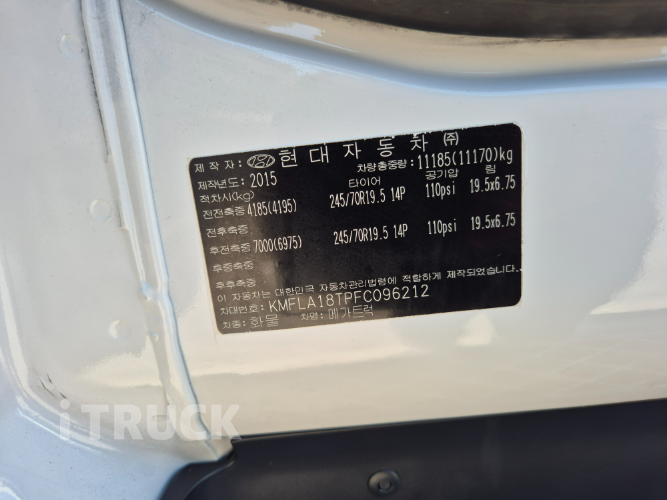 제작자: 현대자동차 (주)
제작년도: 2015 차량총중량: 11185(11170)kg
적차시(kg) 타이어 공기압 림
전전축중 4185(4195) 245/70R19.5 14P 110psi 19.5x6.75
전후축중
후전축중 7000(6975) 245/70R19.5 14P 110psi 19.5x6.75
후중축중
후후축중
이 자동차는 대한민국 자동차관리법령에 적합하게 제작되었습니다.
차대번호: KMFLA18TPFC096212
차종: 화물 차명: 메가트럭
iTRUCK